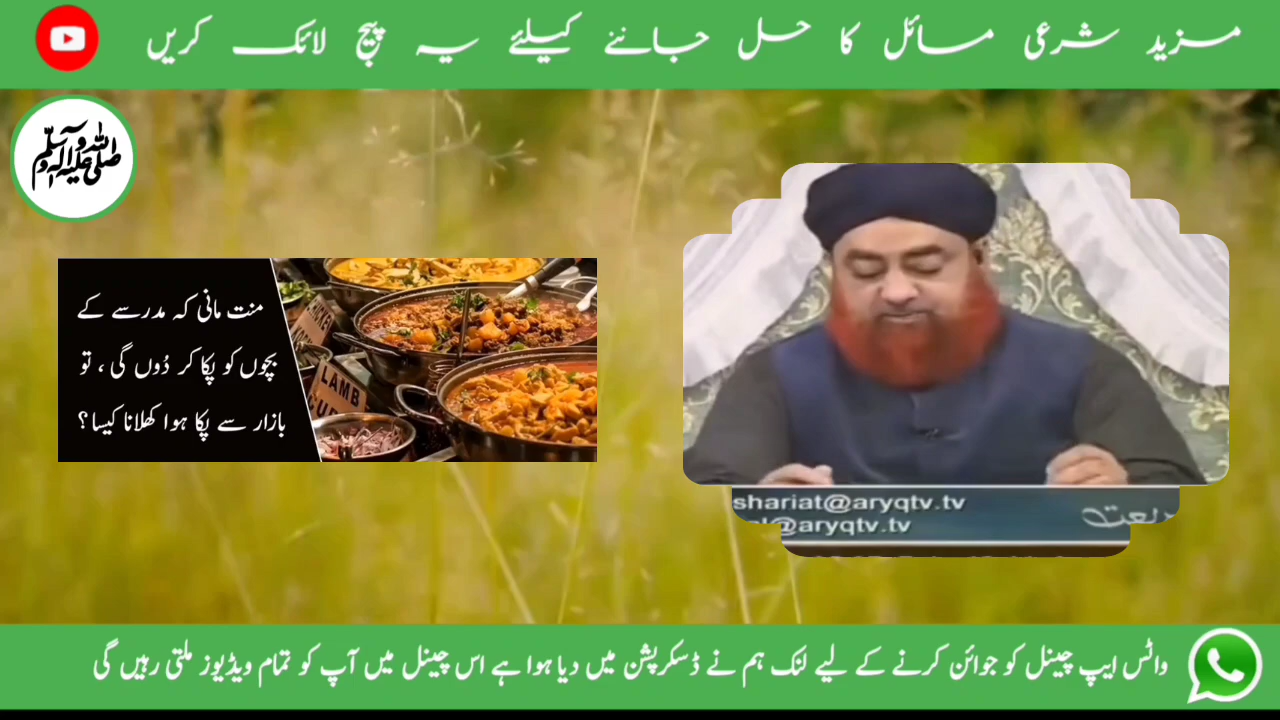 مزید شرعی مسائل کا حل جاننے کیلئے یہ پیج لائک کریں
صلی اللہ علیہ وآلہ وسلم
منت مانی کہ مدرسے کے
بچوں کو پکا کر دُوں گی ، تو
بازار سے پکا ہوا کھلانا کیسا؟
LAMB
shariat@aryqtv.tv
@aryqtv.tv
واٹس ایپ چینل کو جوائن کرنے کے لیے لنک ہم نے ڈسکرپشن میں دیا ہوا ہے اس چینل میں آپ کو تمام ویڈیوز ملتی رہیں گی